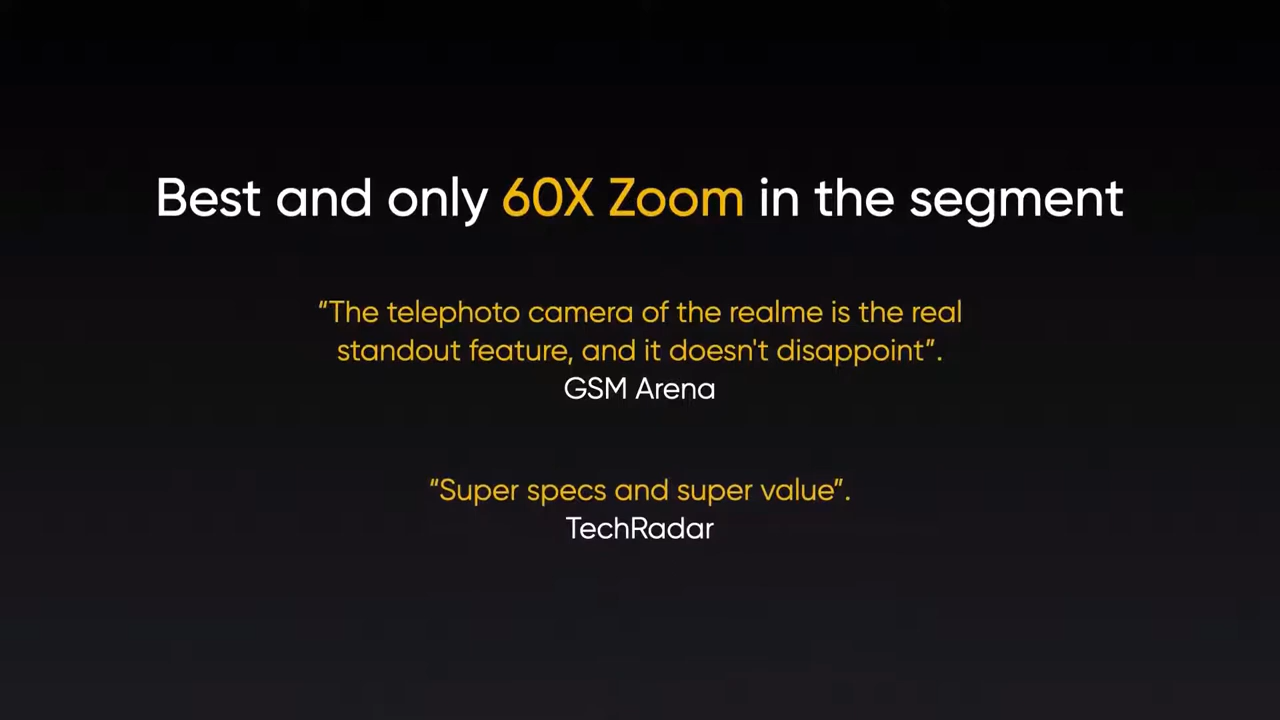 Best and only 60X Zoom in the segment
“The telephoto camera of the realme is the real
standout feature, and it doesn't disappoint”.
GSM Arena
“Super specs and super value”.
TechRadar